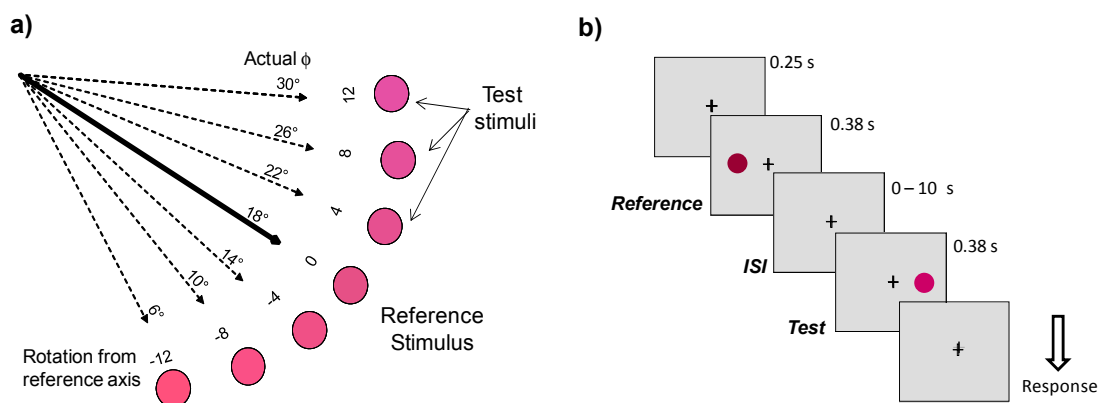 a)
Actual ϕ
30°
26°
22°
18°
14°
10°
6°
12
8
4
0
-4
-8
-12
Test
stimuli
Reference
Stimulus
Rotation from
reference axis
b)
0.25 s
0.38 s
Reference
0 – 10 s
ISI
0.38 s
Test
Response